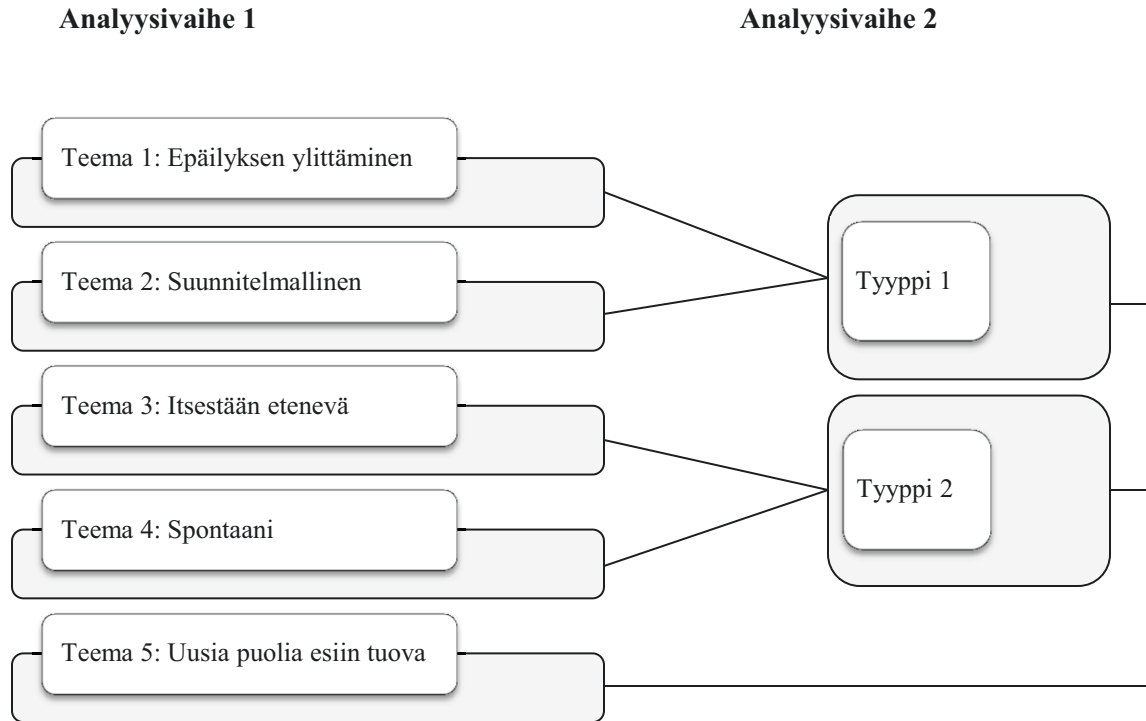 Analyysivaihe 1
Analyysivaihe 2
Teema 1: Epäilyksen ylittäminen
Teema 2: Suunnitelmallinen
Tyyppi 1
Teema 3: Itsestään etenevä
Tyyppi 2
Teema 4: Spontaani
Teema 5: Uusia puolia esiin tuova